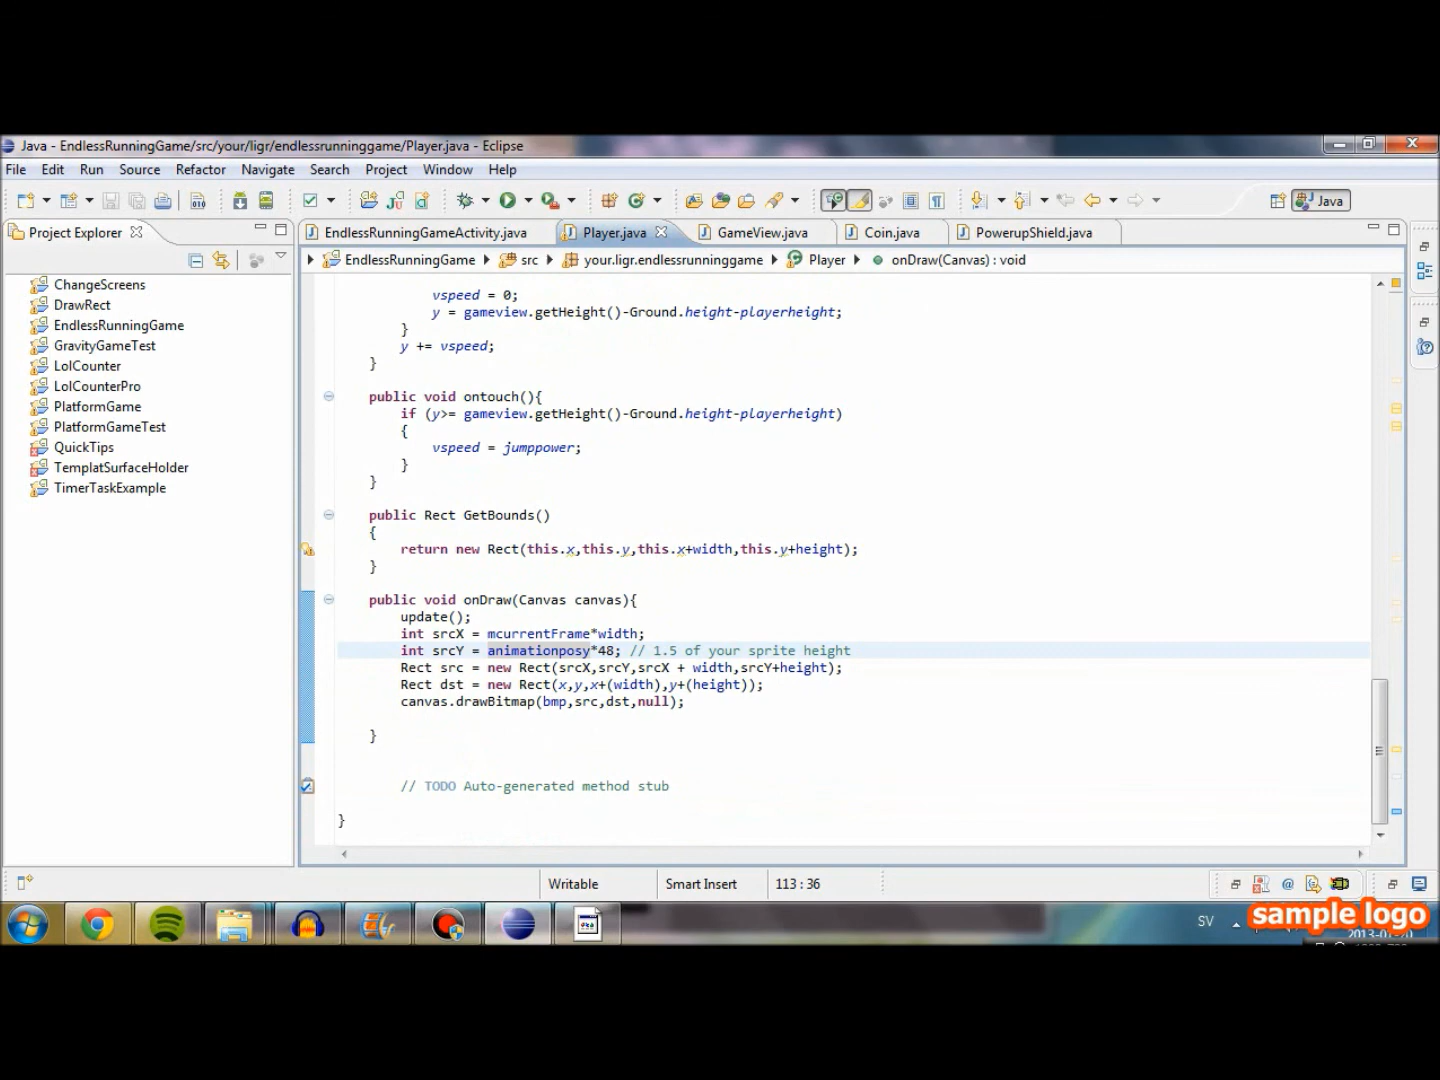 Java - EndlessRunningGame/src/your/ligr/endlessrunninggame/Player.java - Eclipse
File Edit Run Source Refactor Navigate Search Project Refactor Window Help
Java
Project Explorer
EndlessRunningGameActivity.java
Player.java
GameView.java
Coin.java
PowerupShield.java
EndlessRunningGame
src
your.ligr.endlessrunninggame
Player
onDraw(Canvas) : void
ChangeScreens
DrawRect
EndlessRunningGame
GravityGameTest
LolCounter
LolCounterPro
PlatformGame
PlatformGameTest
QuickTips
TemplatSurfaceHolder
TimerTaskExample
vspeed = 0;
y = gameview.getHeight()-Ground.height-playerheight;
}
y += vspeed;
}
public void ontouch(){
if (y>= gameview.getHeight()-Ground.height-playerheight)
{
vspeed = jumppower;
}
}
public Rect GetBounds()
{
return new Rect(this.x,this.y,this.x+width,this.y+height);
}
public void onDraw(Canvas canvas){
update();
int srcX = mcurrentFrame*width;
int srcY = animationposy*48; // 1.5 of your sprite height
Rect src = new Rect(srcX,srcY,srcX + width,srcY+height);
Rect dst = new Rect(x,y,x+(width),y+(height));
canvas.drawBitmap(bmp,src,dst,null);
}
// TODO Auto-generated method stub
}
Writable
Smart Insert
113 : 36
SV
sample logo